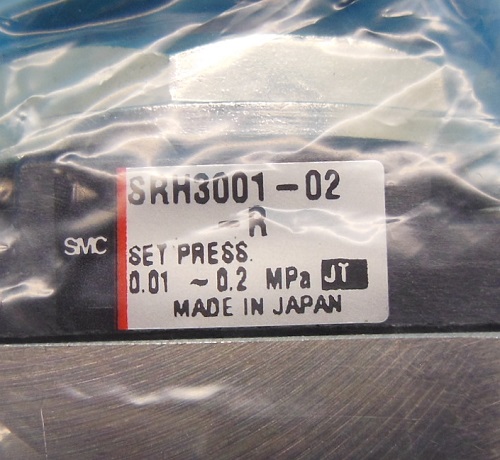 SRH3001-02
-R
SMC
SET PRESS.
0.01 ~0.2 MPa JT
MADE IN JAPAN